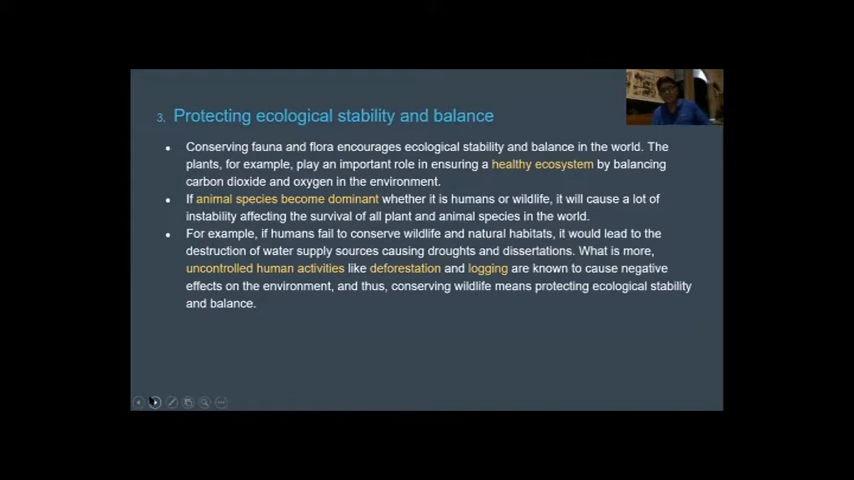 3. Protecting ecological stability and balance
Conserving fauna and flora encourages ecological stability and balance in the world. The
plants, for example, play an important role in ensuring a healthy ecosystem by balancing
carbon dioxide and oxygen in the environment.
If animal species become dominant whether it is humans or wildlife, it will cause a lot of
instability affecting the survival of all plant and animal species in the world.
For example, if humans fail to conserve wildlife and natural habitats, it would lead to the
destruction of water supply sources causing droughts and dissertations. What is more,
uncontrolled human activities like deforestation and logging are known to cause negative
effects on the environment, and thus, conserving wildlife means protecting ecological stability
and balance.